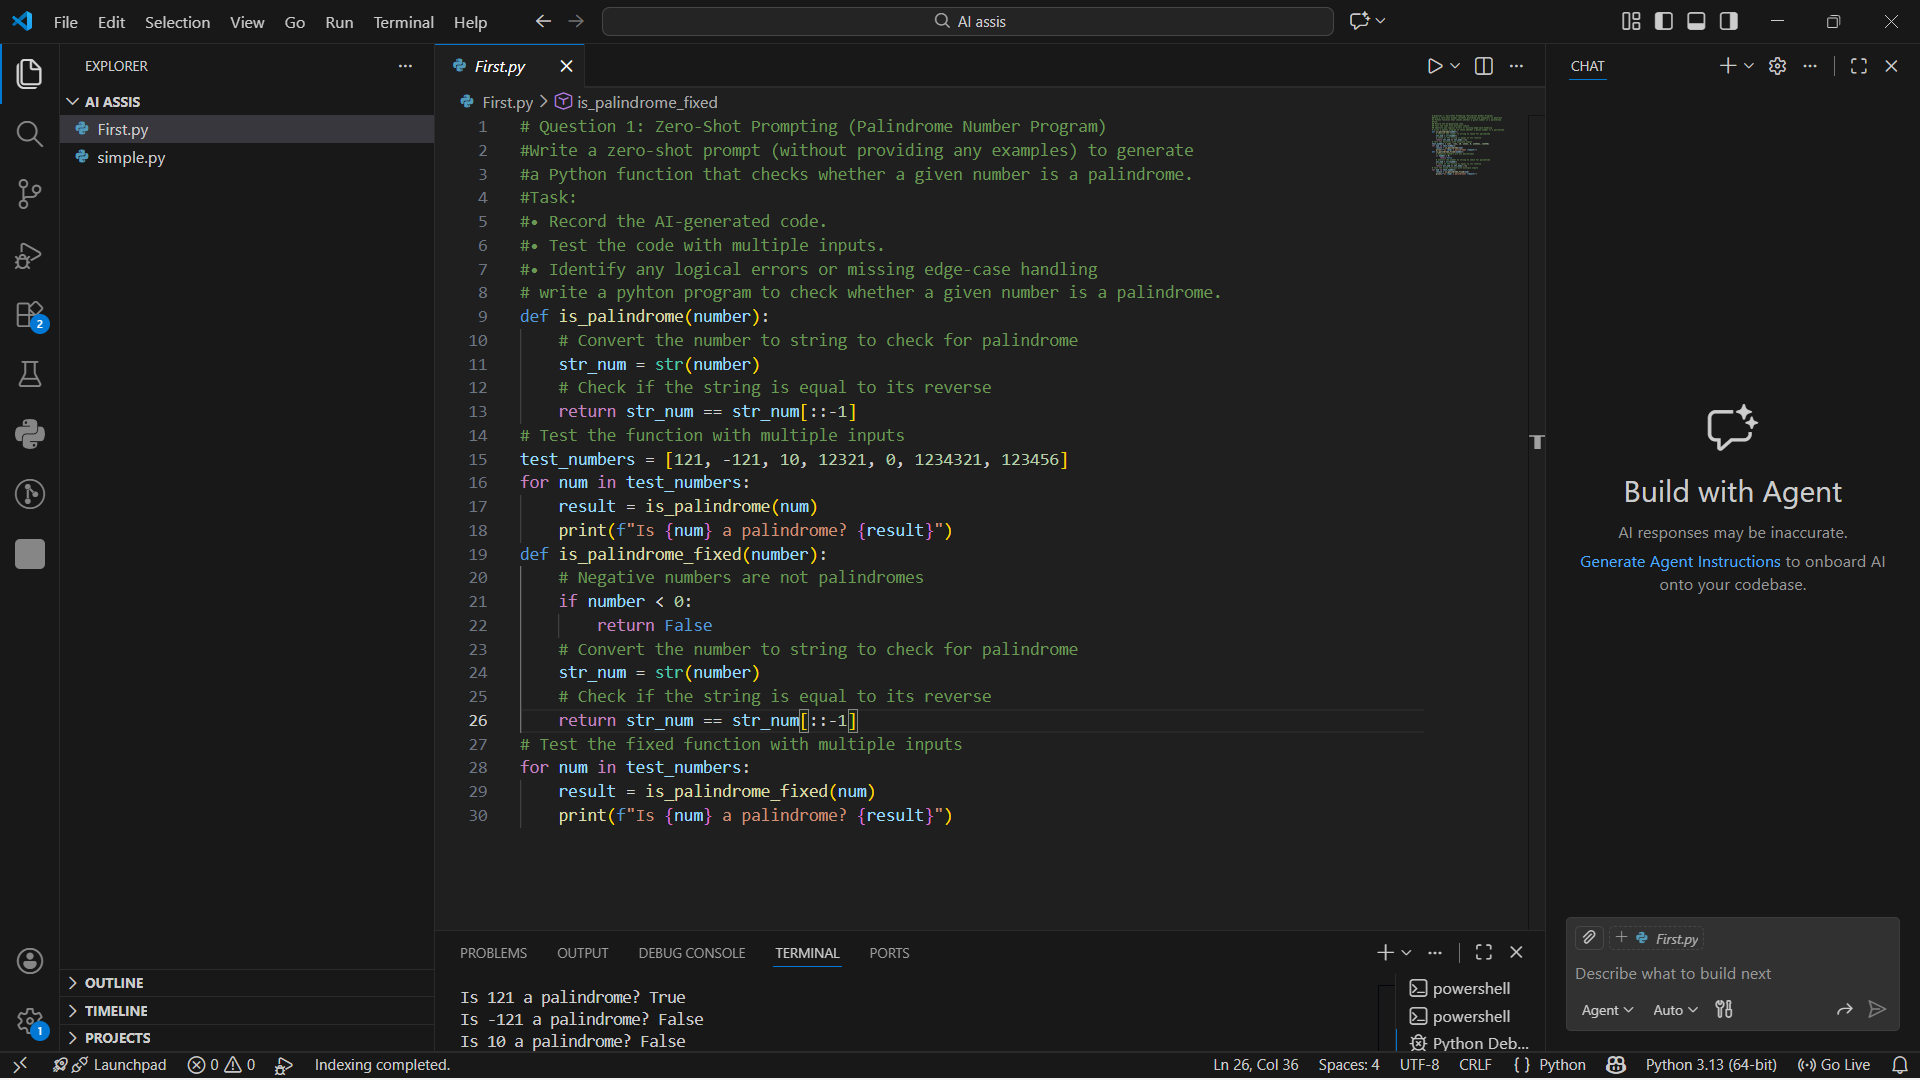 File Edit Selection View Go Run Terminal Help
AI assis
EXPLORER
AI ASSIS
First.py
simple.py
OUTLINE
TIMELINE
PROJECTS
2
1
First.py
First.py > is_palindrome_fixed
1 # Question 1: Zero-Shot Prompting (Palindrome Number Program)
2 #Write a zero-shot prompt (without providing any examples) to generate
3 #a Python function that checks whether a given number is a palindrome.
4 #Task:
5 #• Record the AI-generated code.
6 #• Test the code with multiple inputs.
7 #• Identify any logical errors or missing edge-case handling
8 # write a pyhton program to check whether a given number is a palindrome.
9 def is_palindrome(number):
10     # Convert the number to string to check for palindrome
11     str_num = str(number)
12     # Check if the string is equal to its reverse
13     return str_num == str_num[::-1]
14 # Test the function with multiple inputs
15 test_numbers = [121, -121, 10, 12321, 0, 1234321, 123456]
16 for num in test_numbers:
17     result = is_palindrome(num)
18     print(f"Is {num} a palindrome? {result}")
19 def is_palindrome_fixed(number):
20     # Negative numbers are not palindromes
21     if number < 0:
22         return False
23     # Convert the number to string to check for palindrome
24     str_num = str(number)
25     # Check if the string is equal to its reverse
26     return str_num == str_num[::-1]
27 # Test the fixed function with multiple inputs
28 for num in test_numbers:
29     result = is_palindrome_fixed(num)
30     print(f"Is {num} a palindrome? {result}")
PROBLEMS OUTPUT DEBUG CONSOLE TERMINAL PORTS
Is 121 a palindrome? True
Is -121 a palindrome? False
Is 10 a palindrome? False
powershell
powershell
Python Deb...
CHAT
Build with Agent
AI responses may be inaccurate.
Generate Agent Instructions to onboard AI
onto your codebase.
First.py
Describe what to build next
Agent Auto
Launchpad 0 0 Indexing completed.
Ln 26, Col 36 Spaces: 4 UTF-8 CRLF { } Python Python 3.13 (64-bit) Go Live